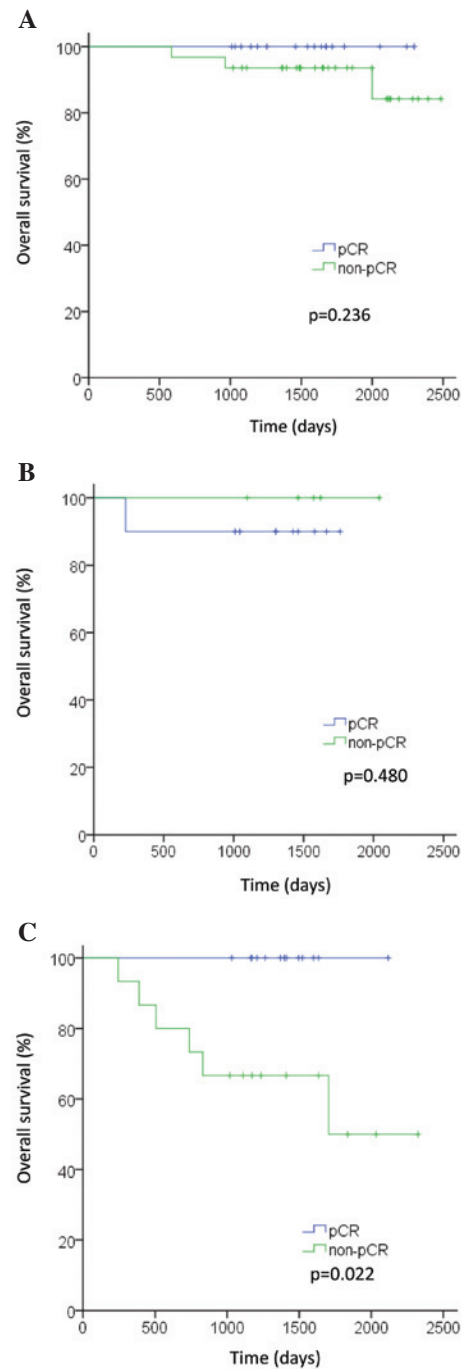 A
Overall survival (%)
100
80
60
40
20
0
pCR
non-pCR
p=0.236
0 500 1000 1500 2000 2500
Time (days)
B
Overall survival (%)
100
80
60
40
20
0
pCR
non-pCR
p=0.480
0 500 1000 1500 2000 2500
Time (days)
C
Overall survival (%)
100
80
60
40
20
0
pCR
non-pCR
p=0.022
0 500 1000 1500 2000 2500
Time (days)